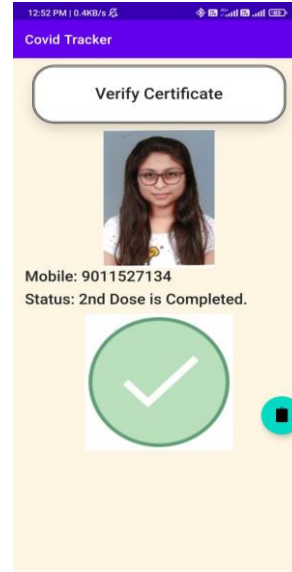 12:52 PM | 0.4KB/s
Covid Tracker
Verify Certificate
Mobile: 9011527134
Status: 2nd Dose is Completed.